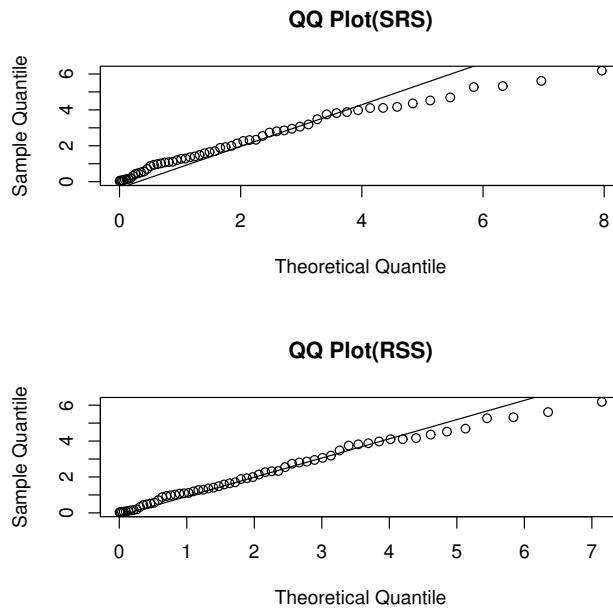 QQ Plot(SRS)
Sample Quantile
6
4
2
0
0 2 4 6 8
Theoretical Quantile
QQ Plot(RSS)
Sample Quantile
6
4
2
0
0 1 2 3 4 5 6 7
Theoretical Quantile